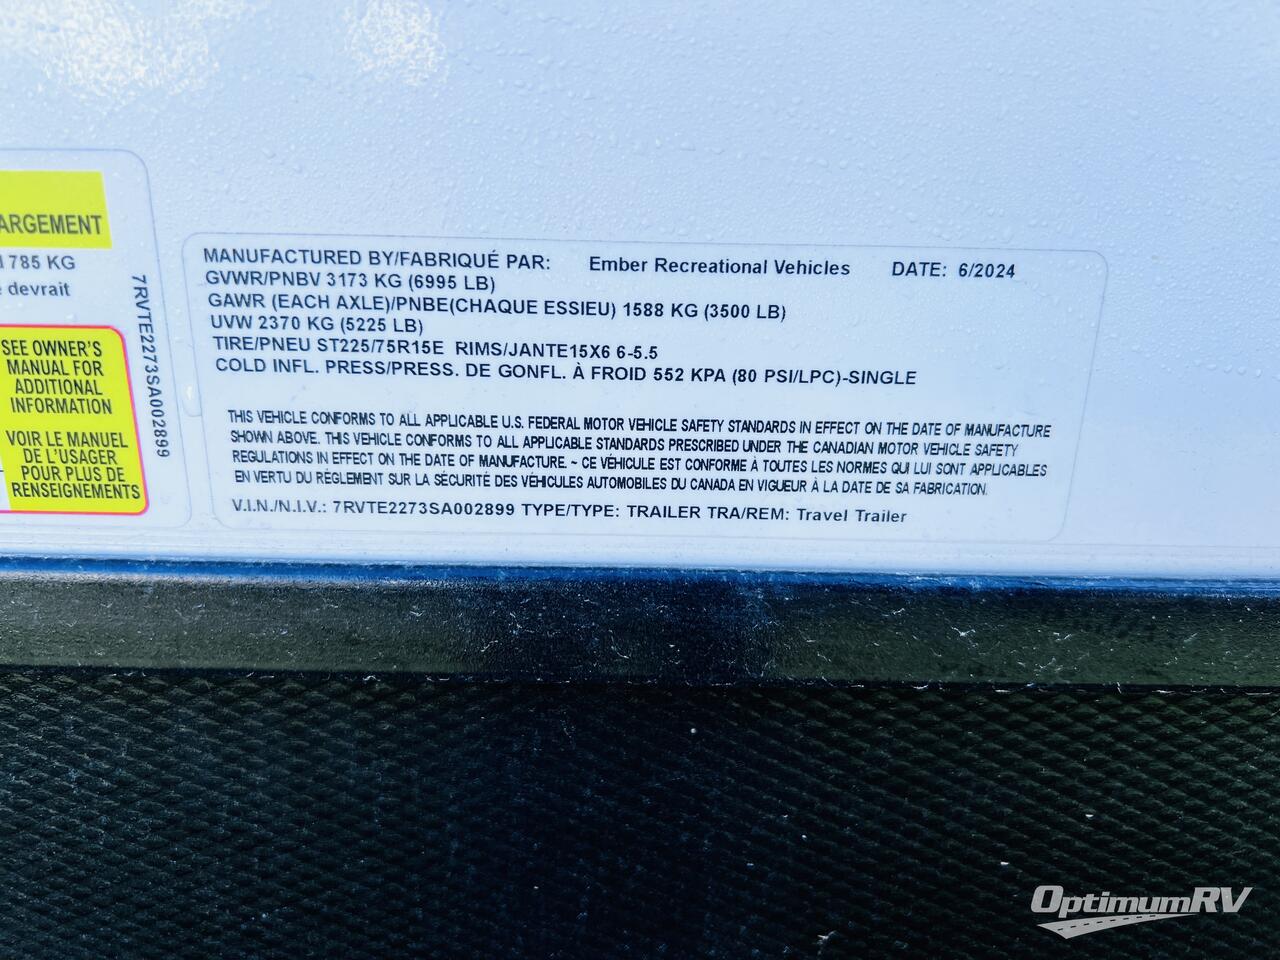 ARGEMENT
785 KG
devrait
SEE OWNER'S
MANUAL FOR
ADDITIONAL
INFORMATION
VOIR LE MANUEL
DE L'USAGER
POUR PLUS DE
RENSEIGNEMENTS
7RVTE2273SA002899
MANUFACTURED BY/FABRIQUÉ PAR: Ember Recreational Vehicles DATE: 6/2024
GVWR/PNBV 3173 KG (6995 LB)
GAWR (EACH AXLE)/PNBE(CHAQUE ESSIEU) 1588 KG (3500 LB)
UVW 2370 KG (5225 LB)
TIRE/PNEU ST225/75R15E RIMS/JANTE15X6 6-5.5
COLD INFL. PRESS/PRESS. DE GONFL. À FROID 552 KPA (80 PSI/LPC)-SINGLE
THIS VEHICLE CONFORMS TO ALL APPLICABLE U.S. FEDERAL MOTOR VEHICLE SAFETY STANDARDS IN EFFECT ON THE DATE OF MANUFACTURE
SHOWN ABOVE. THIS VEHICLE CONFORMS TO ALL APPLICABLE STANDARDS PRESCRIBED UNDER THE CANADIAN MOTOR VEHICLE SAFETY
REGULATIONS IN EFFECT ON THE DATE OF MANUFACTURE. ~ CE VÉHICULE EST CONFORME À TOUTES LES NORMES QUI LUI SONT APPLICABLES
EN VERTU DU RÈGLEMENT SUR LA SÉCURITÉ DES VÉHICULES AUTOMOBILES DU CANADA EN VIGUEUR À LA DATE DE SA FABRICATION.
V.I.N./N.I.V.: 7RVTE2273SA002899 TYPE/TYPE: TRAILER TRA/REM: Travel Trailer
OptimumRV